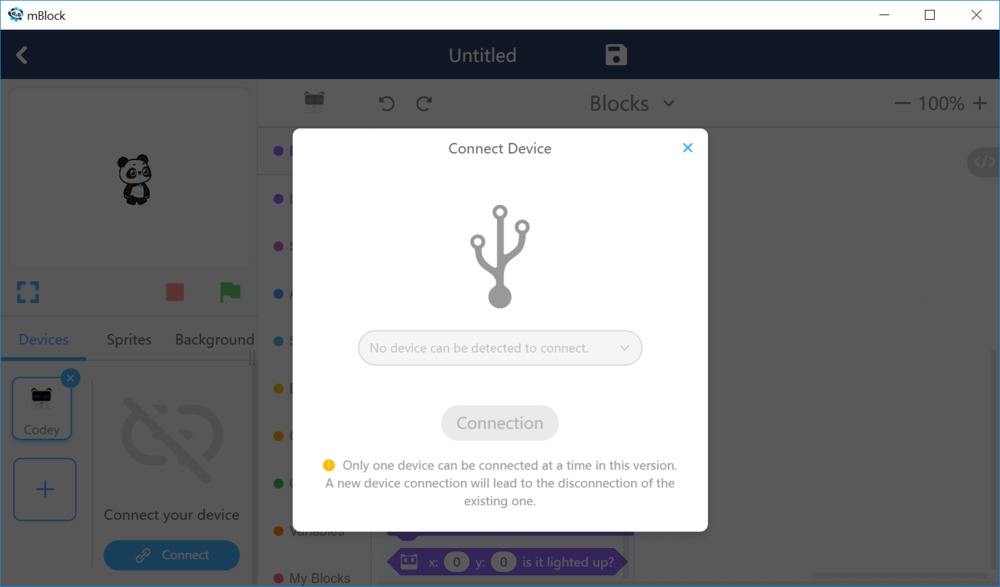 mBlock
Untitled
Blocks
100%
Connect Device
No device can be detected to connect.
Connection
Only one device can be connected at a time in this version.
A new device connection will lead to the disconnection of the
existing one.
Devices Sprites Background
Codey
Connect your device
Connect
Variables
My Blocks
x: 0 y: 0 is it lighted up?